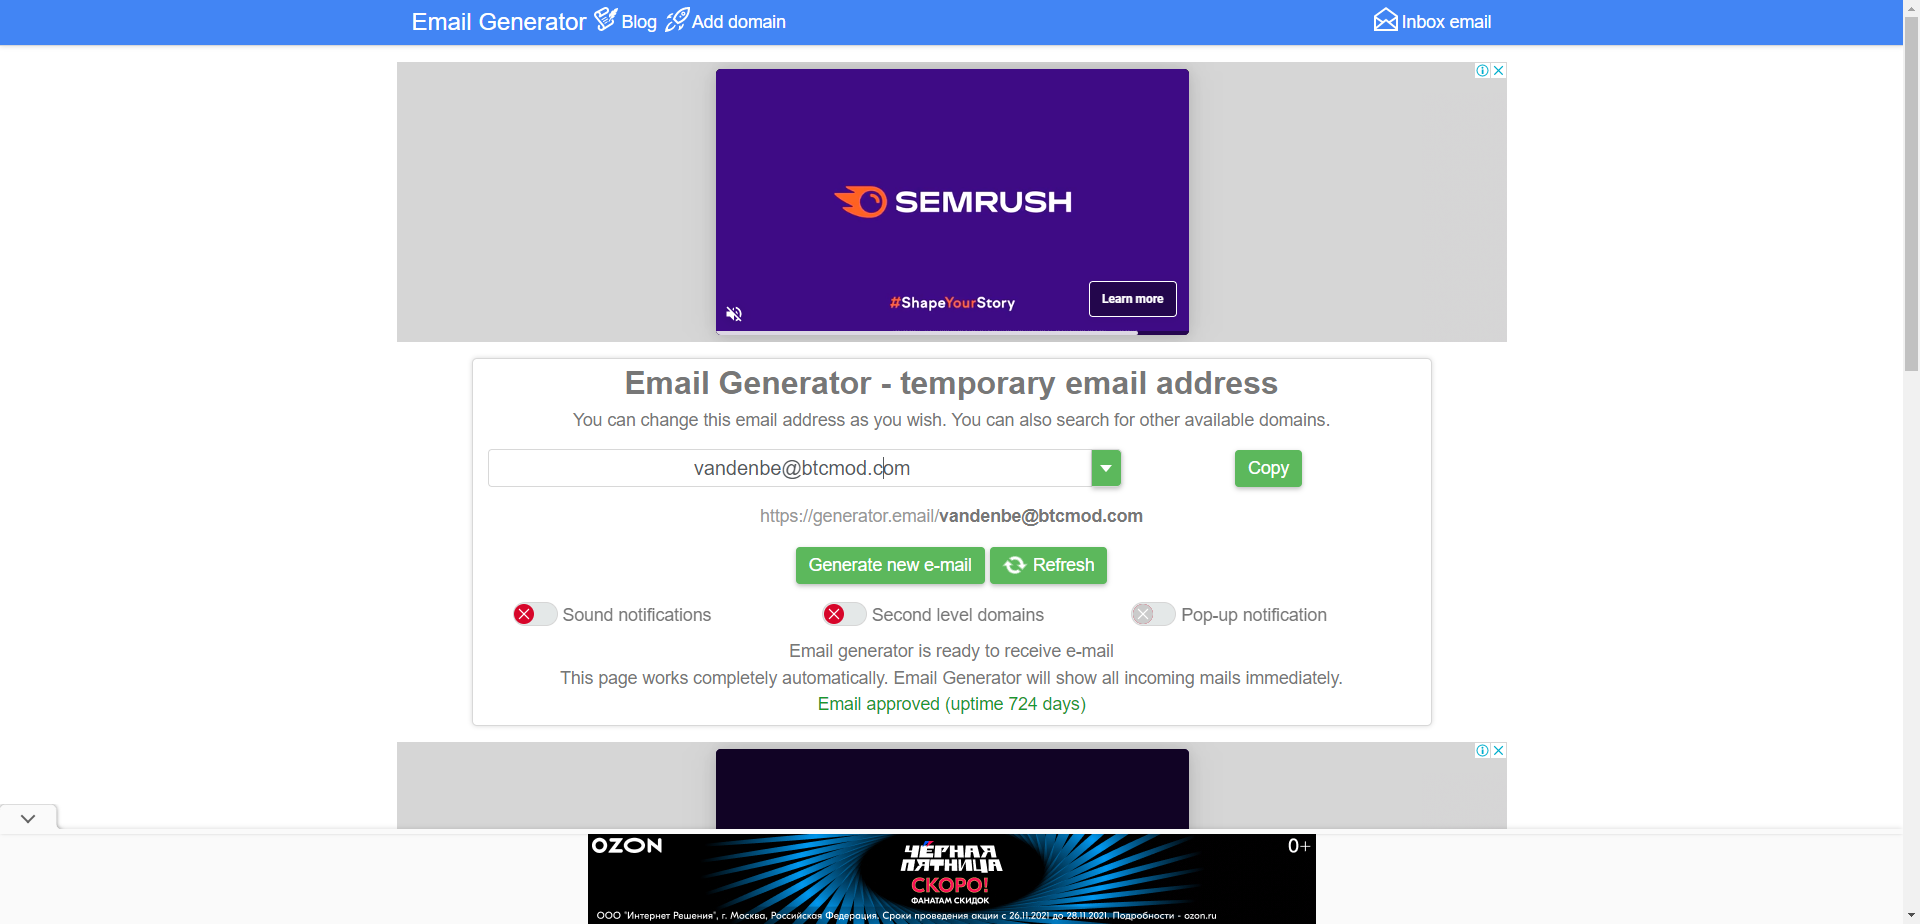 Email Generator Blog Add domain Inbox email
SEMRUSH
#ShapeYourStory
Learn more
Email Generator - temporary email address
You can change this email address as you wish. You can also search for other available domains.
vandenbe@btcmod.com
Copy
https://generator.email/vandenbe@btcmod.com
Generate new e-mail Refresh
Sound notifications Second level domains Pop-up notification
Email generator is ready to receive e-mail
This page works completely automatically. Email Generator will show all incoming mails immediately.
Email approved (uptime 724 days)
OZON
0+
ЧЁРНАЯ
ПЯТНИЦА
СКОРО!
ФАНАТАМ СКИДОК
ООО "Интернет Решения", г. Москва, Российская Федерация. Сроки проведения акции с 26.11.2021 до 28.11.2021. Подробности - ozon.ru